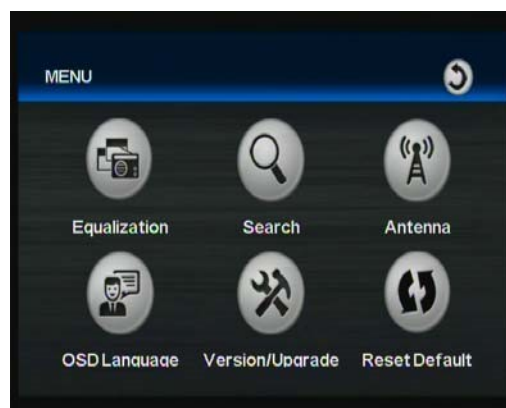 MENU
Equalization Search Antenna
OSD Language Version/Upgrade Reset Default